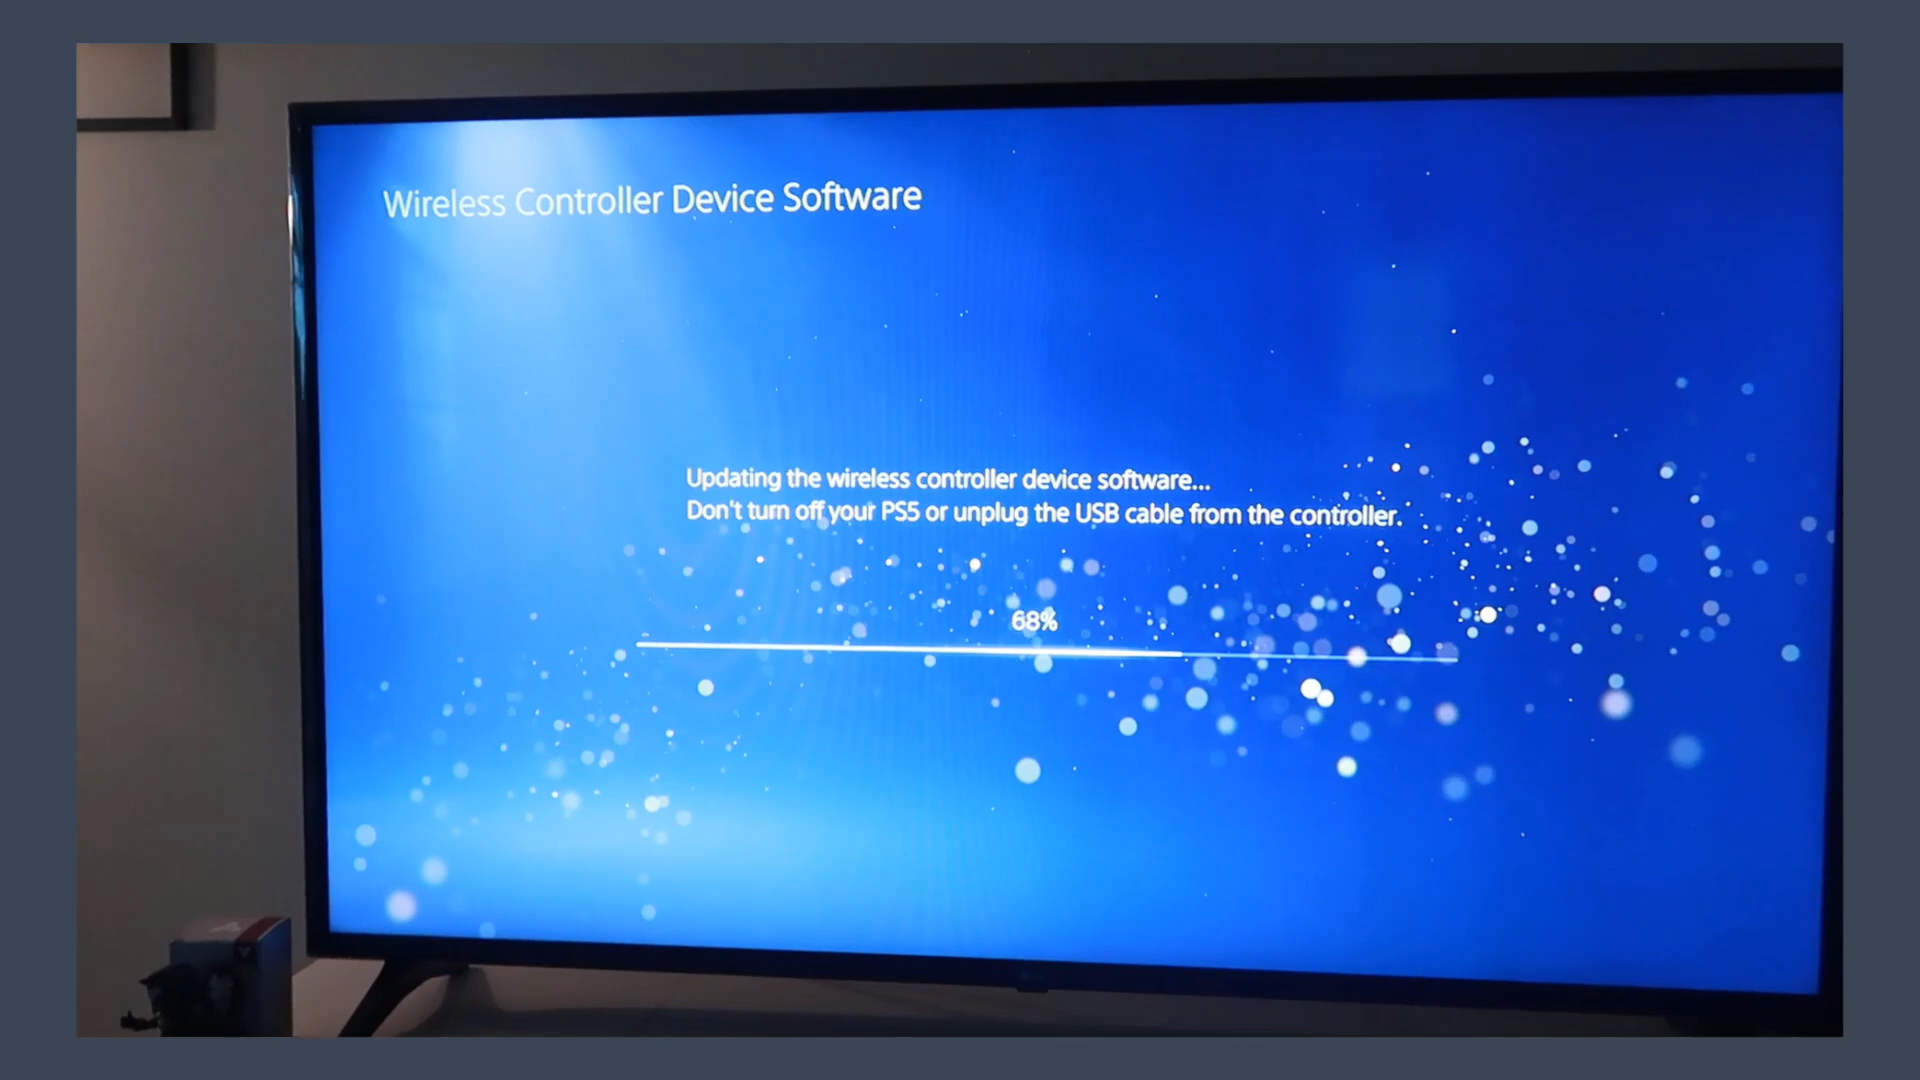 Wireless Controller Device Software
Updating the wireless controller device software...
Don't turn off your PS5 or unplug the USB cable from the controller.
68%